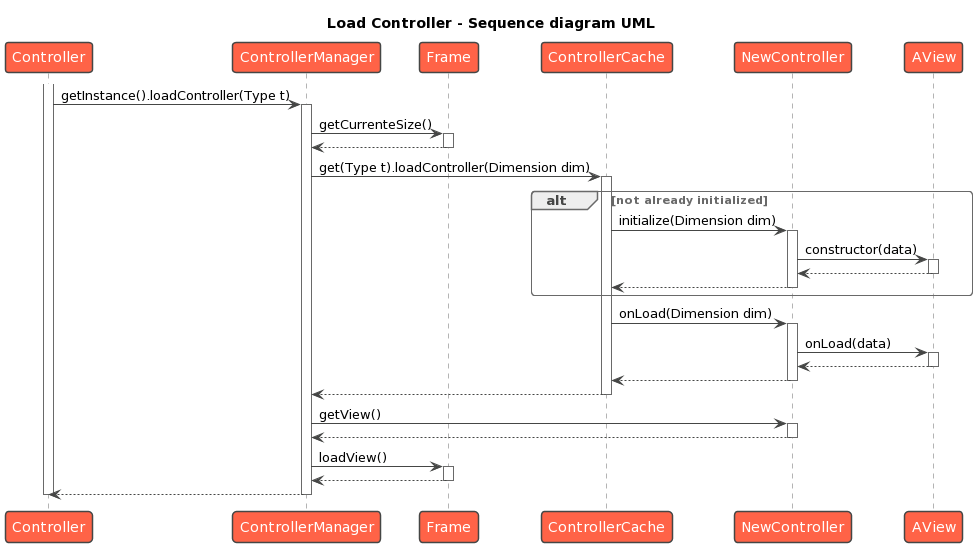 Load Controller - Sequence diagram UML
Controller ControllerManager Frame ControllerCache NewController AView
getInstance().loadController(Type t)
getCurrenteSize()
get(Type t).loadController(Dimension dim)
alt [not already initialized]
initialize(Dimension dim)
constructor(data)
onLoad(Dimension dim)
onLoad(data)
getView()
loadView()
Controller ControllerManager Frame ControllerCache NewController AView